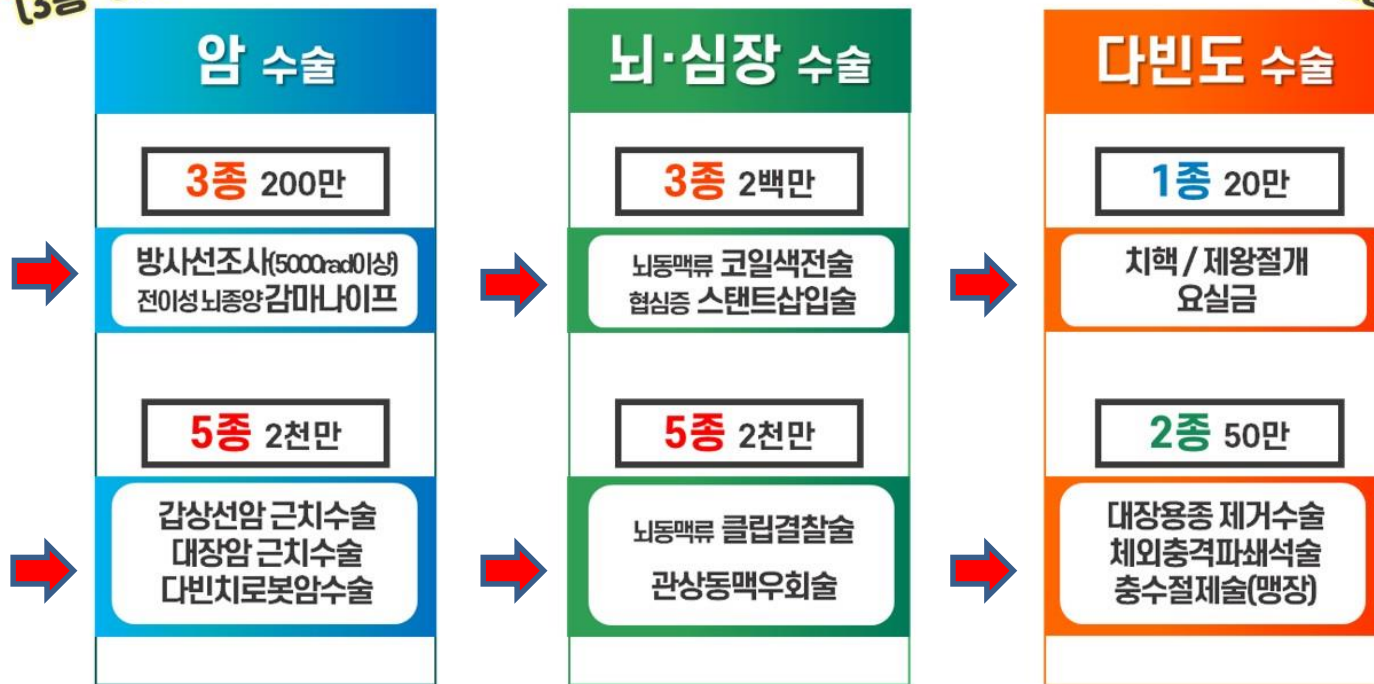 암 수술
3종 200만
방사선조사(5000rad이상)
전이성 뇌종양 감마나이프
5종 2천만
갑상선암 근치수술
대장암 근치수술
다빈치로봇암수술
뇌·심장 수술
3종 2백만
뇌동맥류 코일색전술
협심증 스탠트삽입술
5종 2천만
뇌동맥류 클립결찰술
관상동맥우회술
다빈도 수술
1종 20만
치핵 / 제왕절개
요실금
2종 50만
대장용종 제거수술
체외충격파쇄석술
충수절제술(맹장)